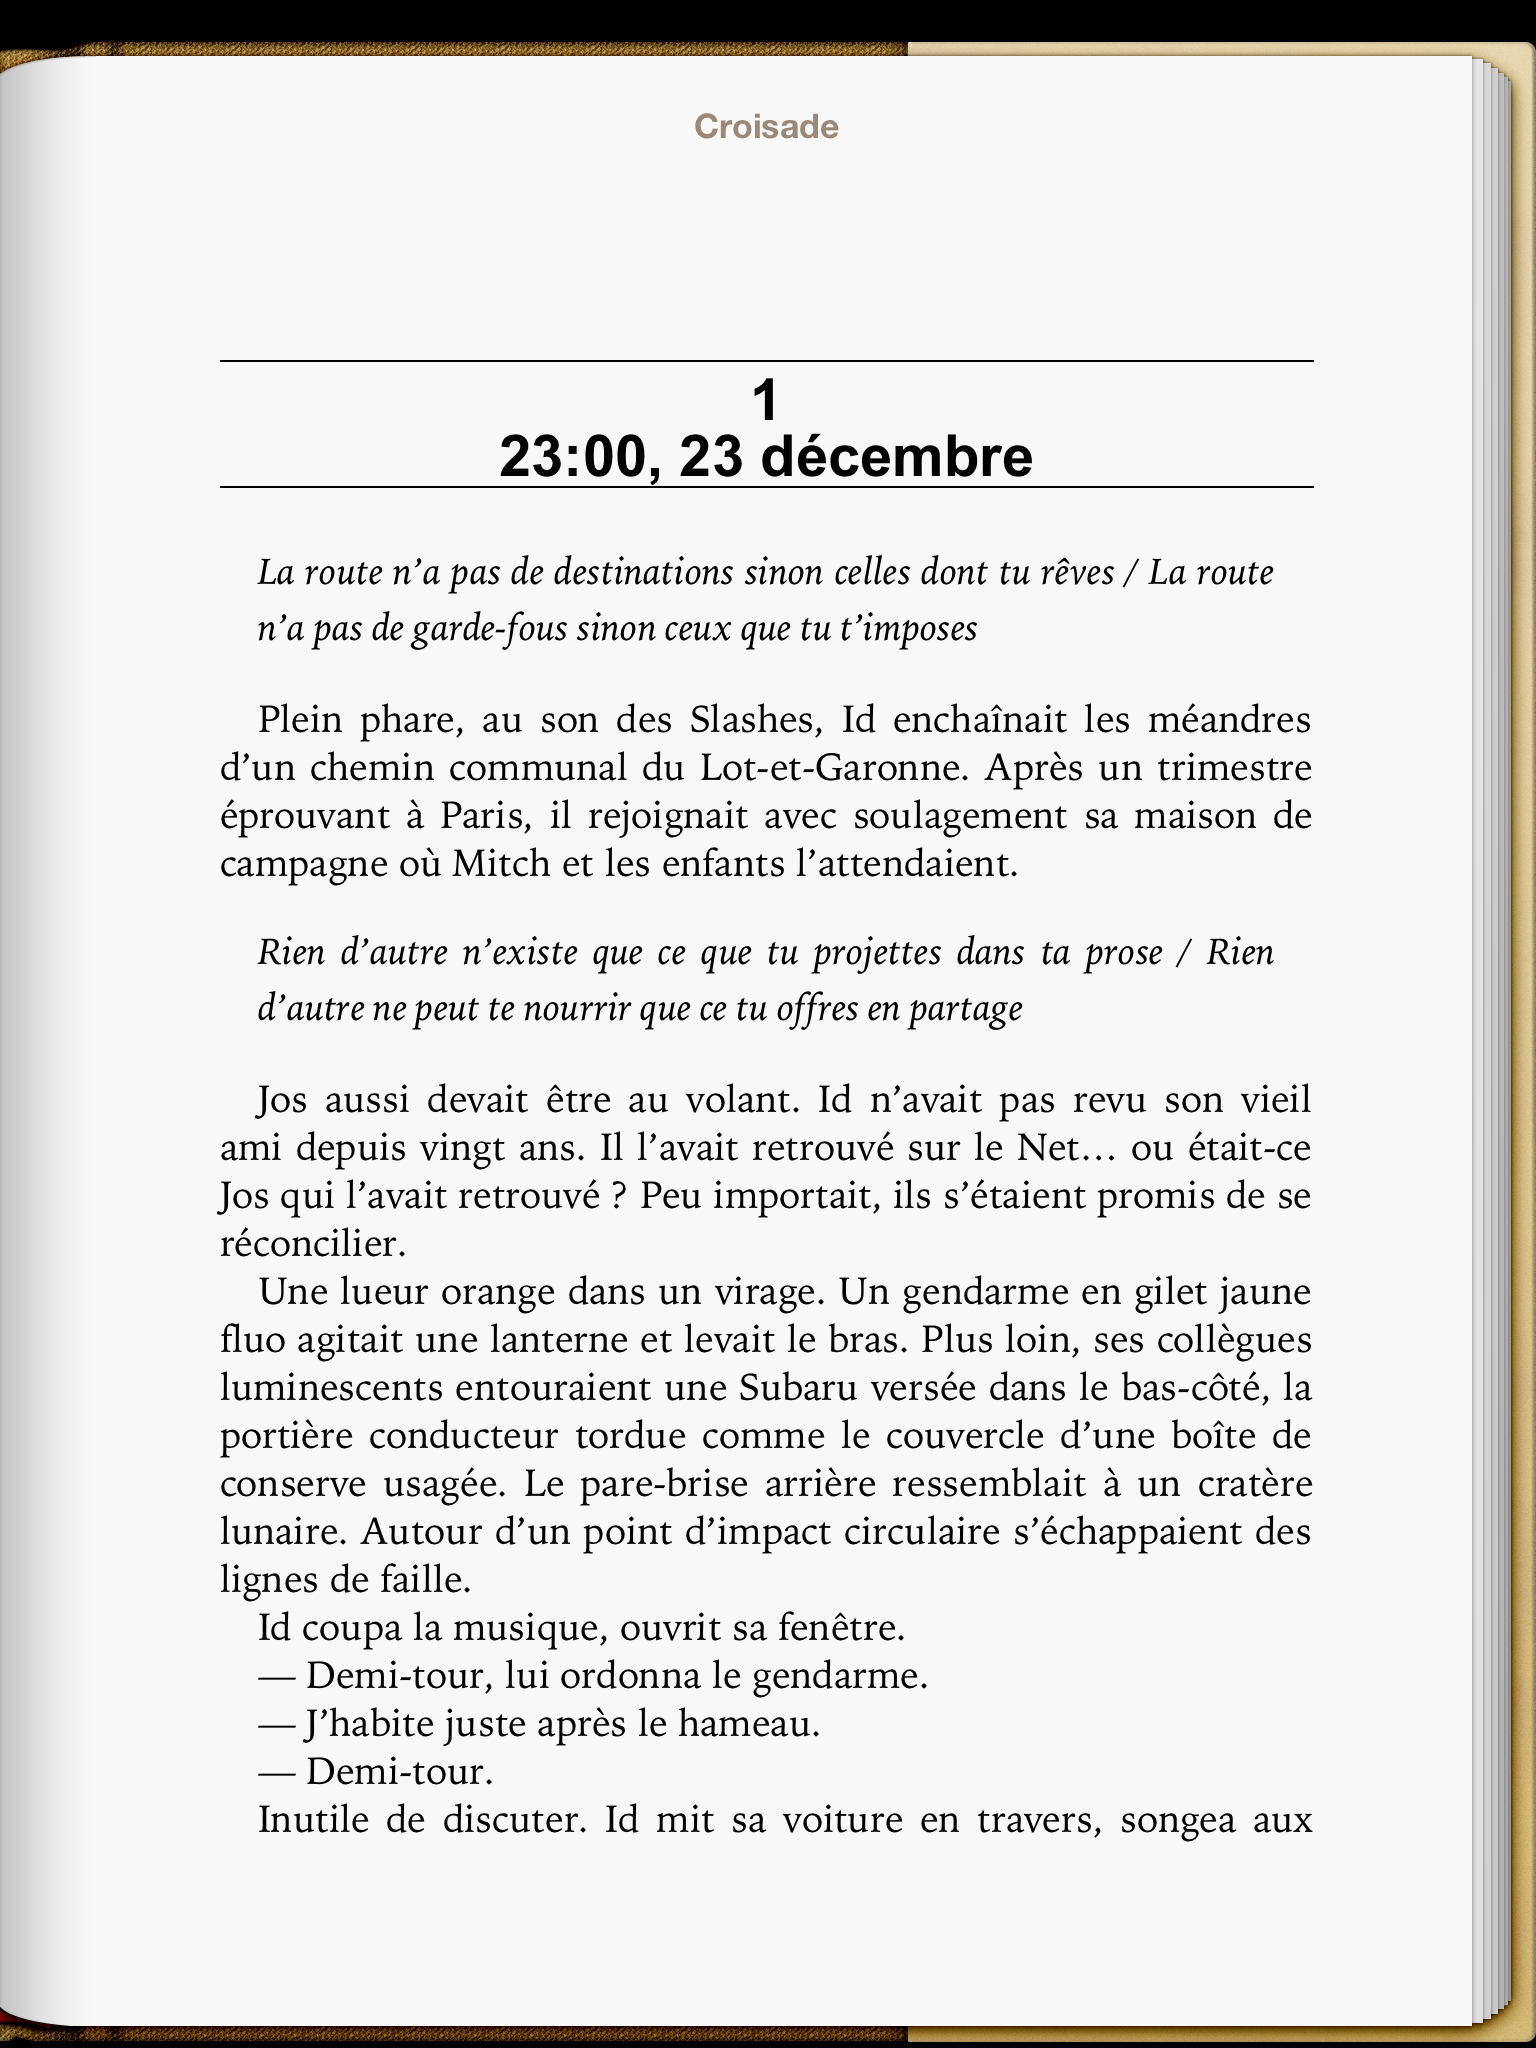 Croisade
1
23:00, 23 décembre
La route n’a pas de destinations sinon celles dont tu rêves / La route
n’a pas de garde-fous sinon ceux que tu t’imposes
Plein phare, au son des Slashes, Id enchaînait les méandres
d’un chemin communal du Lot-et-Garonne. Après un trimestre
éprouvant à Paris, il rejoignait avec soulagement sa maison de
campagne où Mitch et les enfants l’attendaient.
Rien d’autre n’existe que ce que tu projettes dans ta prose / Rien
d’autre ne peut te nourrir que ce tu offres en partage
Jos aussi devait être au volant. Id n’avait pas revu son vieil
ami depuis vingt ans. Il l’avait retrouvé sur le Net… ou était-ce
Jos qui l’avait retrouvé ? Peu importait, ils s’étaient promis de se
réconcilier.
Une lueur orange dans un virage. Un gendarme en gilet jaune
fluo agitait une lanterne et levait le bras. Plus loin, ses collègues
luminescents entouraient une Subaru versée dans le bas-côté, la
portière conducteur tordue comme le couvercle d’une boîte de
conserve usagée. Le pare-brise arrière ressemblait à un cratère
lunaire. Autour d’un point d’impact circulaire s’échappaient des
lignes de faille.
Id coupa la musique, ouvrit sa fenêtre.
— Demi-tour, lui ordonna le gendarme.
— J’habite juste après le hameau.
— Demi-tour.
Inutile de discuter. Id mit sa voiture en travers, songea aux